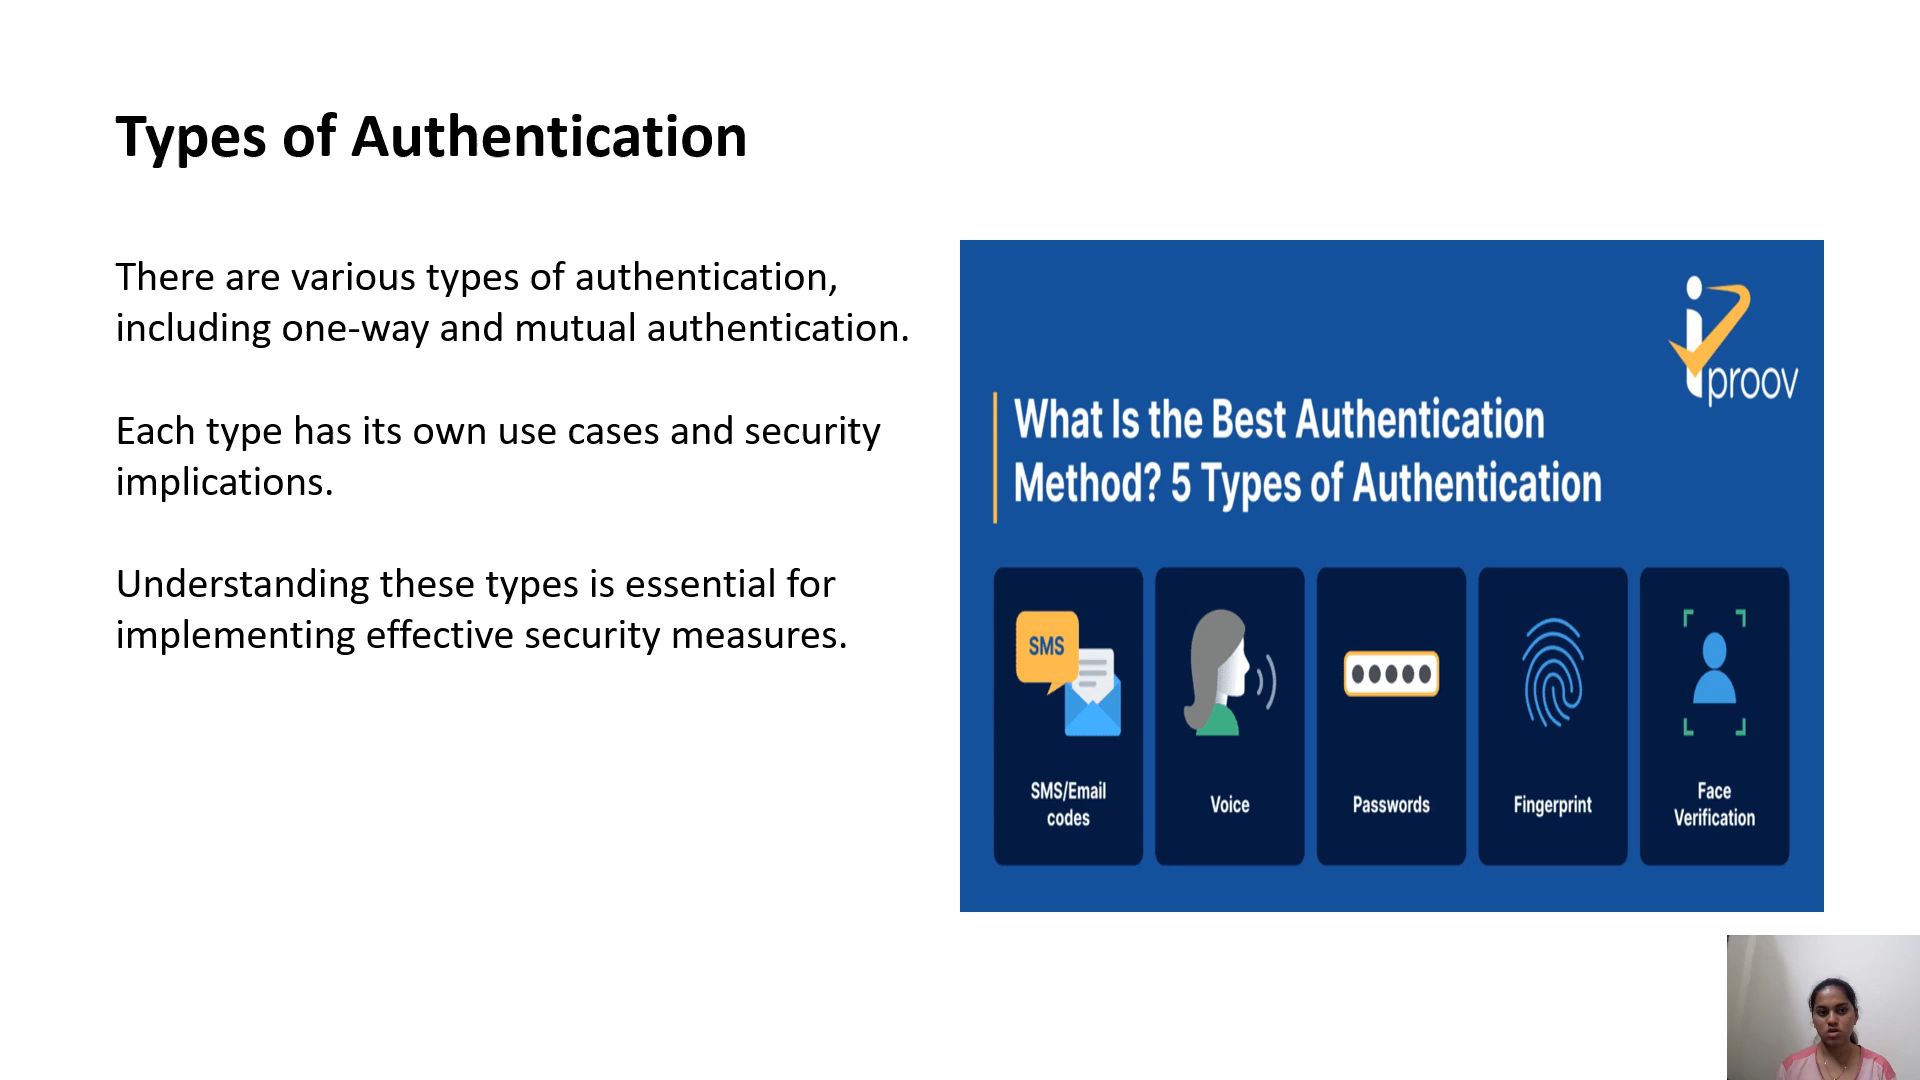 Types of Authentication
There are various types of authentication,
including one-way and mutual authentication.
Each type has its own use cases and security
implications.
Understanding these types is essential for
implementing effective security measures.
iproov
What Is the Best Authentication
Method? 5 Types of Authentication
SMS
SMS/Email
codes
Voice
Passwords
Fingerprint
Face
Verification